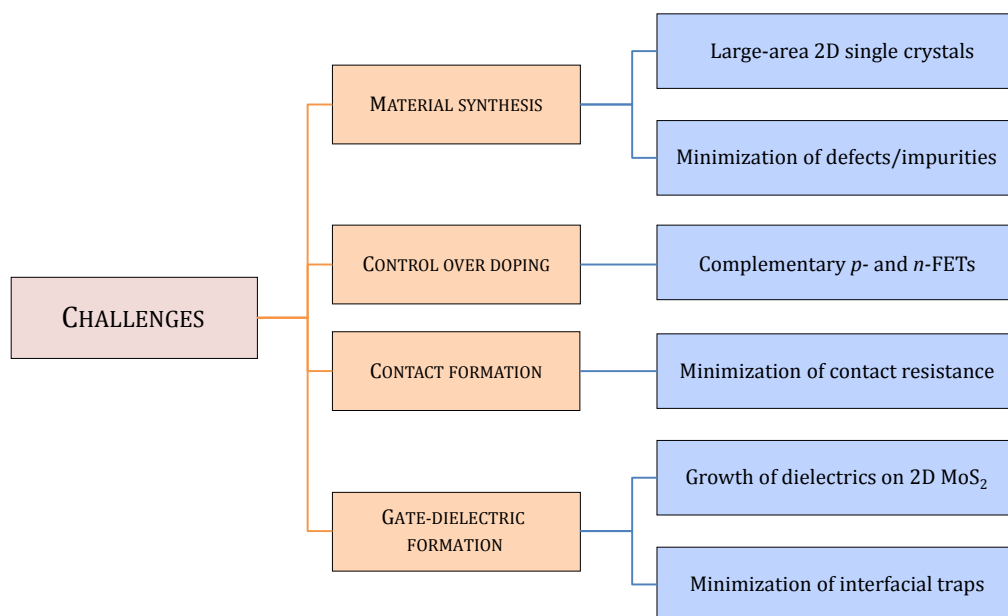 CHALLENGES
MATERIAL SYNTHESIS
Large-area 2D single crystals
Minimization of defects/impurities
CONTROL OVER DOPING
Complementary p- and n-FETs
CONTACT FORMATION
Minimization of contact resistance
GATE-DIELECTRIC
FORMATION
Growth of dielectrics on 2D MoS₂
Minimization of interfacial traps